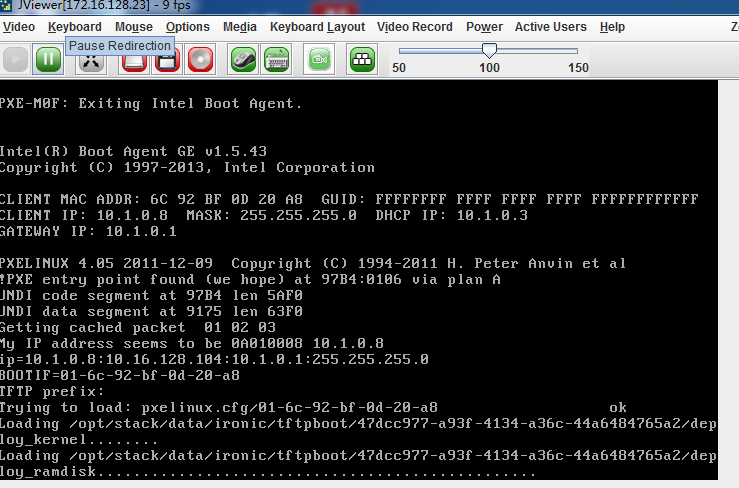 JViewer[172.16.128.23] - 9 fps
Video Keyboard Mouse Options Media Keyboard Layout Video Record Power Active Users Z
Pause Redirection
50 100 150
PXE-M0F: Exiting Intel Boot Agent.
Intel(R) Boot Agent GE v1.5.43
Copyright (C) 1997-2013, Intel Corporation
CLIENT MAC ADDR: 6C 92 BF 0D 20 A8 GUID: FFFFFFFF FFFF FFFF FFFF FFFFFFFFFFFF
CLIENT IP: 10.1.0.8 MASK: 255.255.255.0 DHCP IP: 10.1.0.3
GATEWAY IP: 10.1.0.1
PXELINUX 4.05 2011-12-09 Copyright (C) 1994-2011 H. Peter Anvin et al
!PXE entry point found (we hope) at 97B4:0106 via plan A
UNDI code segment at 97B4 len 5AF0
UNDI data segment at 9175 len 63F0
Getting cached packet 01 02 03
My IP address seems to be 0A010008 10.1.0.8
ip=10.1.0.8:10.16.128.104:10.1.0.1:255.255.255.0
BOOTIF=01-6c-92-bf-0d-20-a8
TFTP prefix:
Trying to load: pxelinux.cfg/01-6c-92-bf-0d-20-a8 ok
Loading /opt/stack/data/ironic/tftpboot/47dcc977-a93f-4134-a36c-44a6484765a2/dep
loy_kernel........
Loading /opt/stack/data/ironic/tftpboot/47dcc977-a93f-4134-a36c-44a6484765a2/dep
loy_ramdisk.....................................................